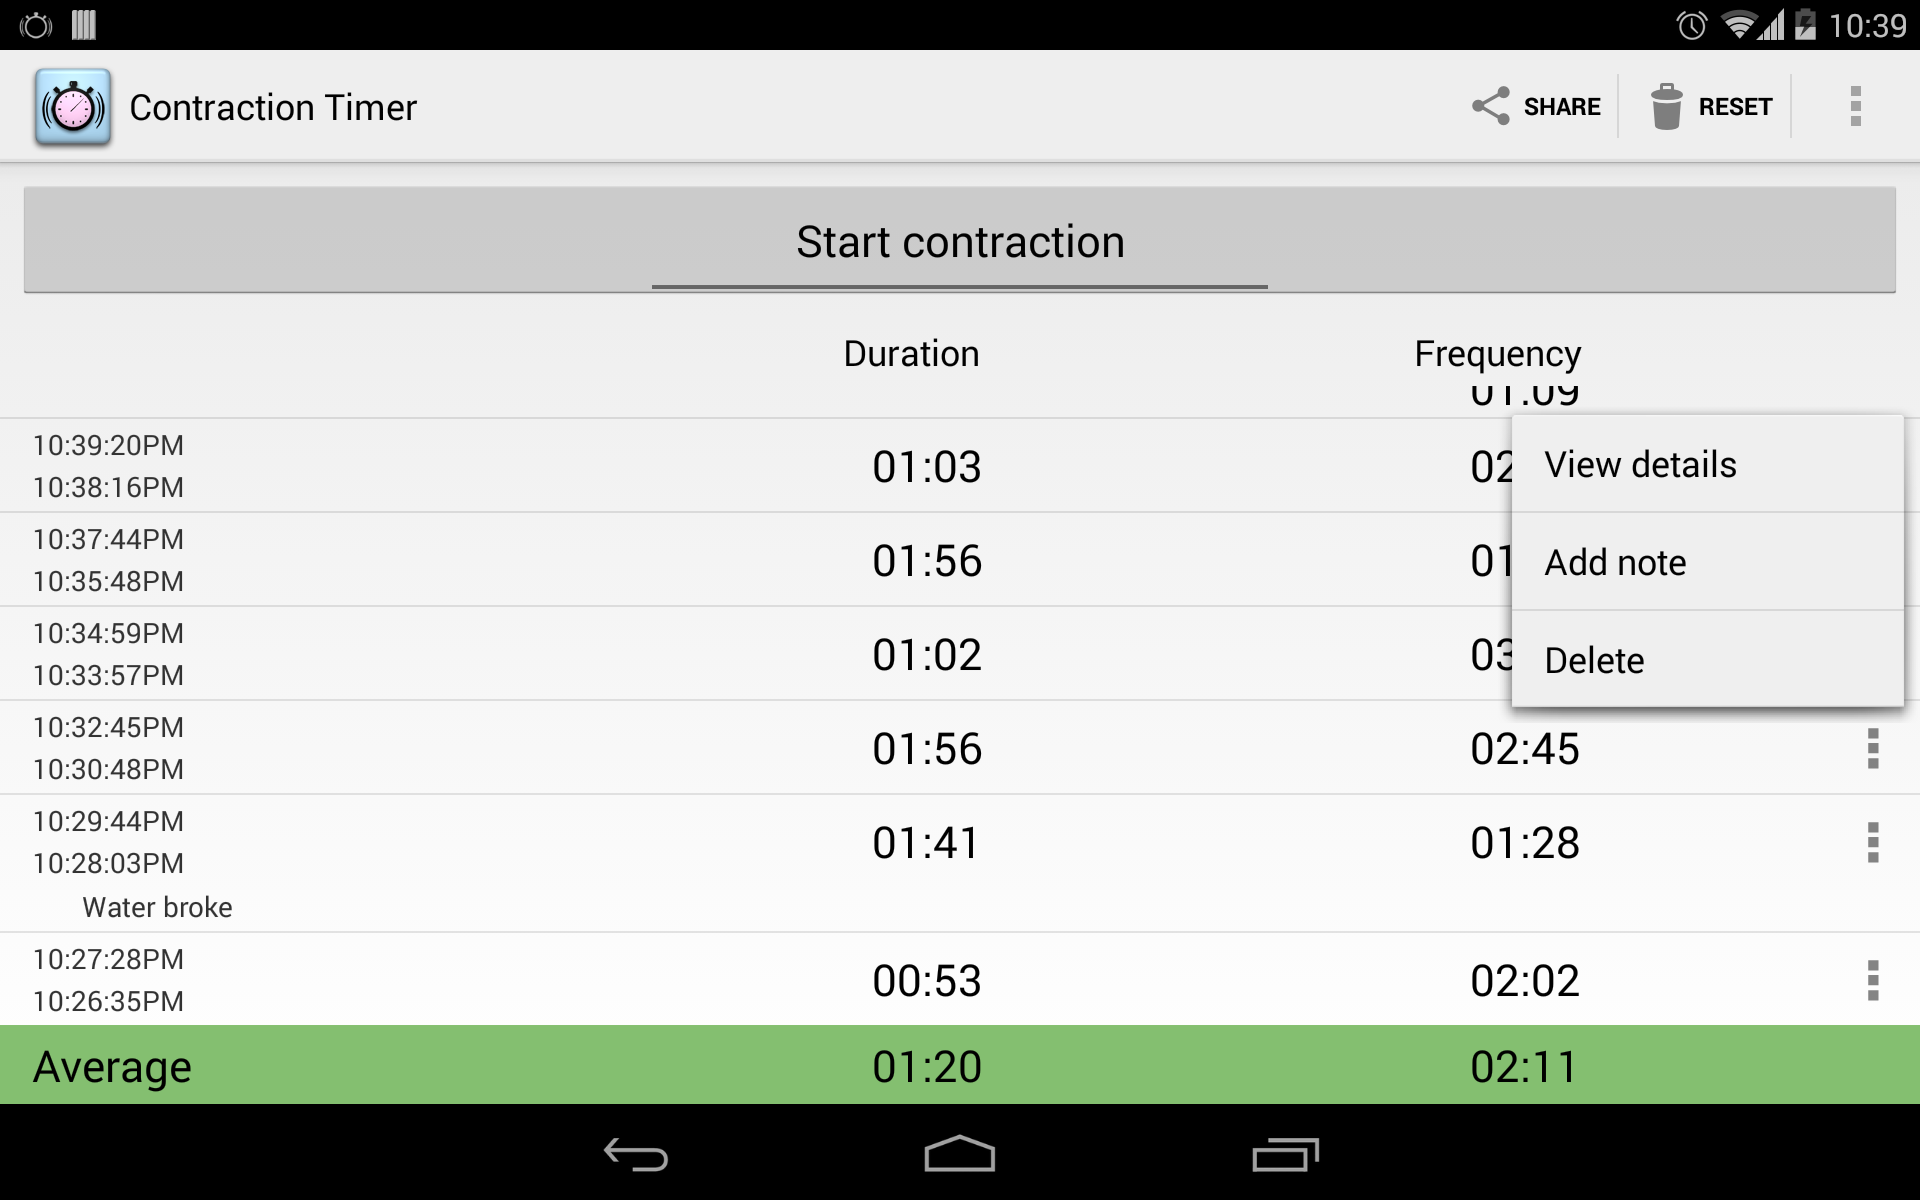 10:39
Contraction Timer
SHARE
RESET
Start contraction
Duration Frequency
01:09
10:39:20PM
10:38:16PM
01:03 02
View details
10:37:44PM
10:35:48PM
01:56 01
Add note
10:34:59PM
10:33:57PM
01:02 03
Delete
10:32:45PM
10:30:48PM
01:56 02:45
10:29:44PM
10:28:03PM
01:41 01:28
Water broke
10:27:28PM
10:26:35PM
00:53 02:02
Average 01:20 02:11